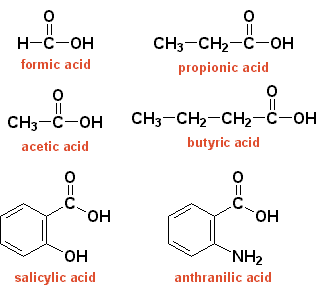 O
H—C—OH
formic acid
O
CH₃—CH₂—C—OH
propionic acid
O
CH₃—C—OH
acetic acid
O
CH₃—CH₂—CH₂—C—OH
butyric acid
O
C
OH
OH
salicylic acid
O
C
OH
NH₂
anthranilic acid